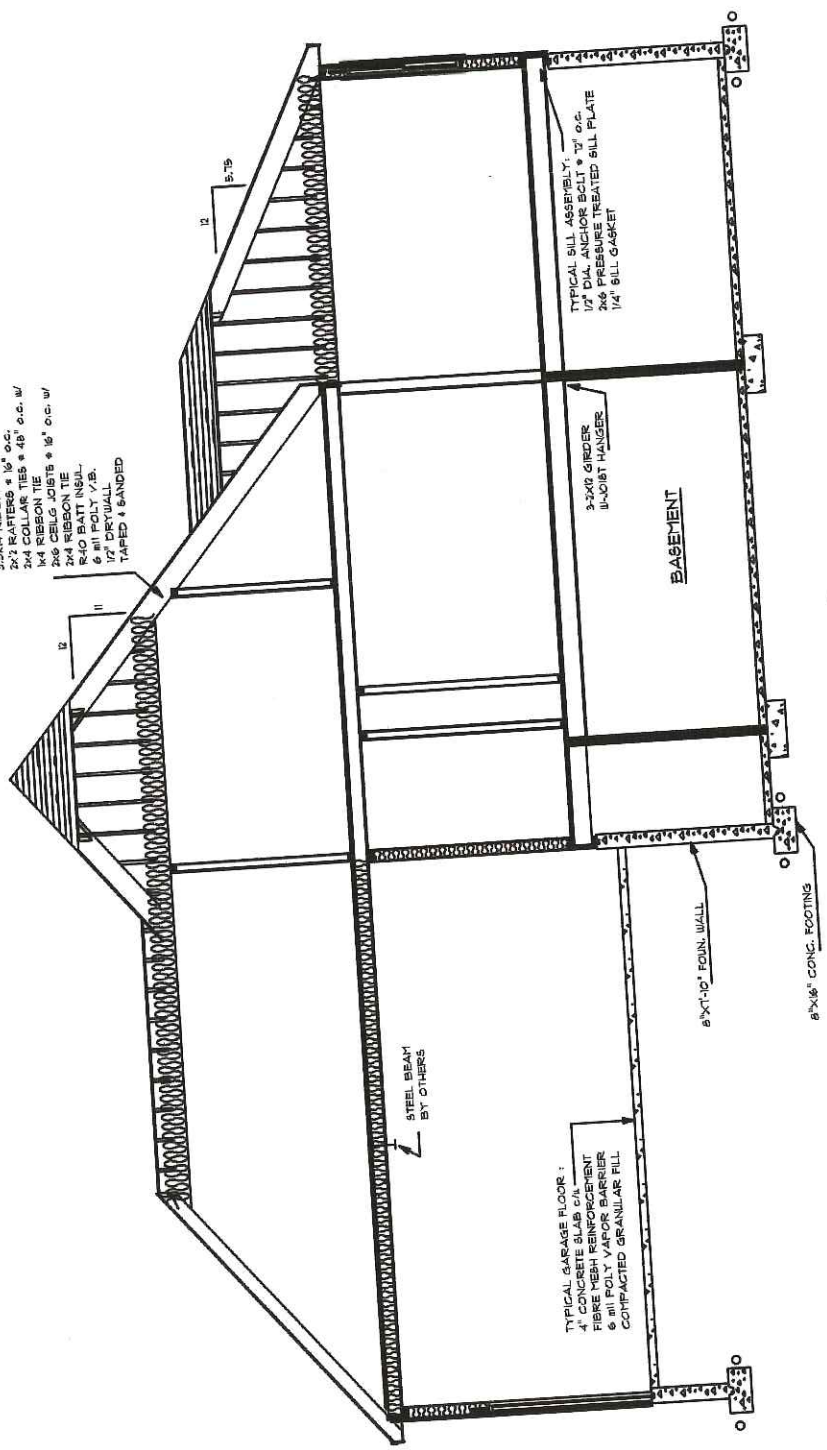 2X12 RAFTERS @ 16" O.C.
2X4 COLLAR TIES @ 48" O.C. W/
1X4 RIBBON TIE
2X6 CEILG JOISTS @ 16" O.C. W/
2X4 RIBBON TIE
R40 BATT INSUL.
6 mil POLY V.B.
1/2" DRYWALL
TAPED & SANDED
12
11
12
5.75
STEEL BEAM
BY OTHERS
TYPICAL SILL ASSEMBLY:
1/2" DIA. ANCHOR BOLT @ 72" O.C.
2X6 PRESSURE TREATED SILL PLATE
1/4" SILL GASKET
3-2X12 GIRDER
W/JOIST HANGER
BASEMENT
TYPICAL GARAGE FLOOR :
4" CONCRETE SLAB C/W
FIBRE MESH REINFORCEMENT
6 mil POLY VAPOR BARRIER
COMPACTED GRANULAR FILL
8"X7'-10" FOUN. WALL
8"X16" CONC. FOOTING